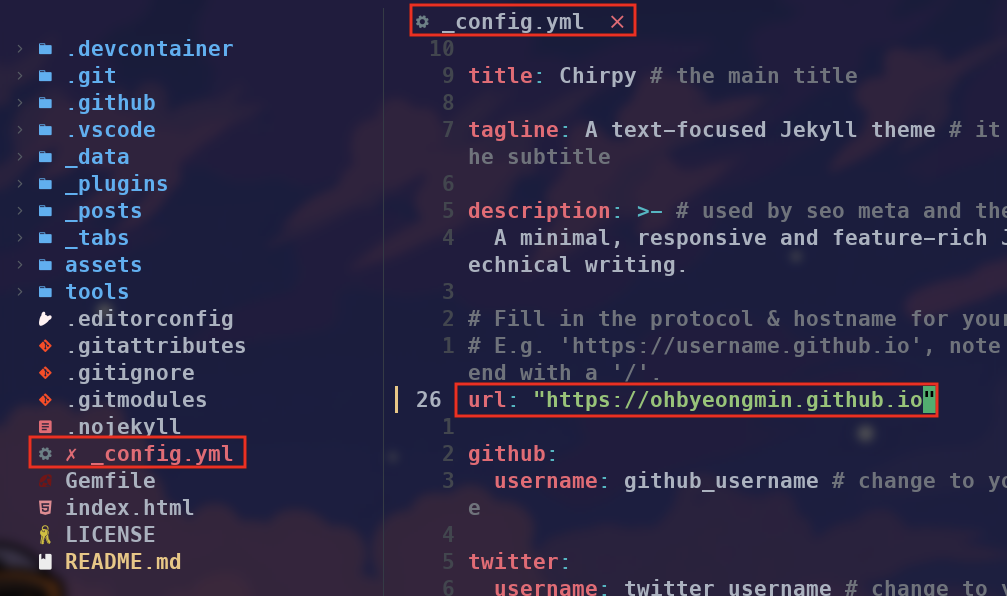 _config.yml ×
.devcontainer
.git
.github
.vscode
_data
_plugins
_posts
_tabs
assets
tools
.editorconfig
.gitattributes
.gitignore
.gitmodules
.nojekyll
✗ _config.yml
Gemfile
index.html
LICENSE
README.md
10
9 title: Chirpy # the main title
8
7 tagline: A text-focused Jekyll theme # it
he subtitle
6
5 description: >- # used by seo meta and the
4 A minimal, responsive and feature-rich J
echnical writing.
3
2 # Fill in the protocol & hostname for your
1 # E.g. 'https://username.github.io', note
end with a '/'.
26 url: "https://ohbyeongmin.github.io"
1
2 github:
3 username: github_username # change to yo
e
4
5 twitter:
6 username: twitter_username # change to y